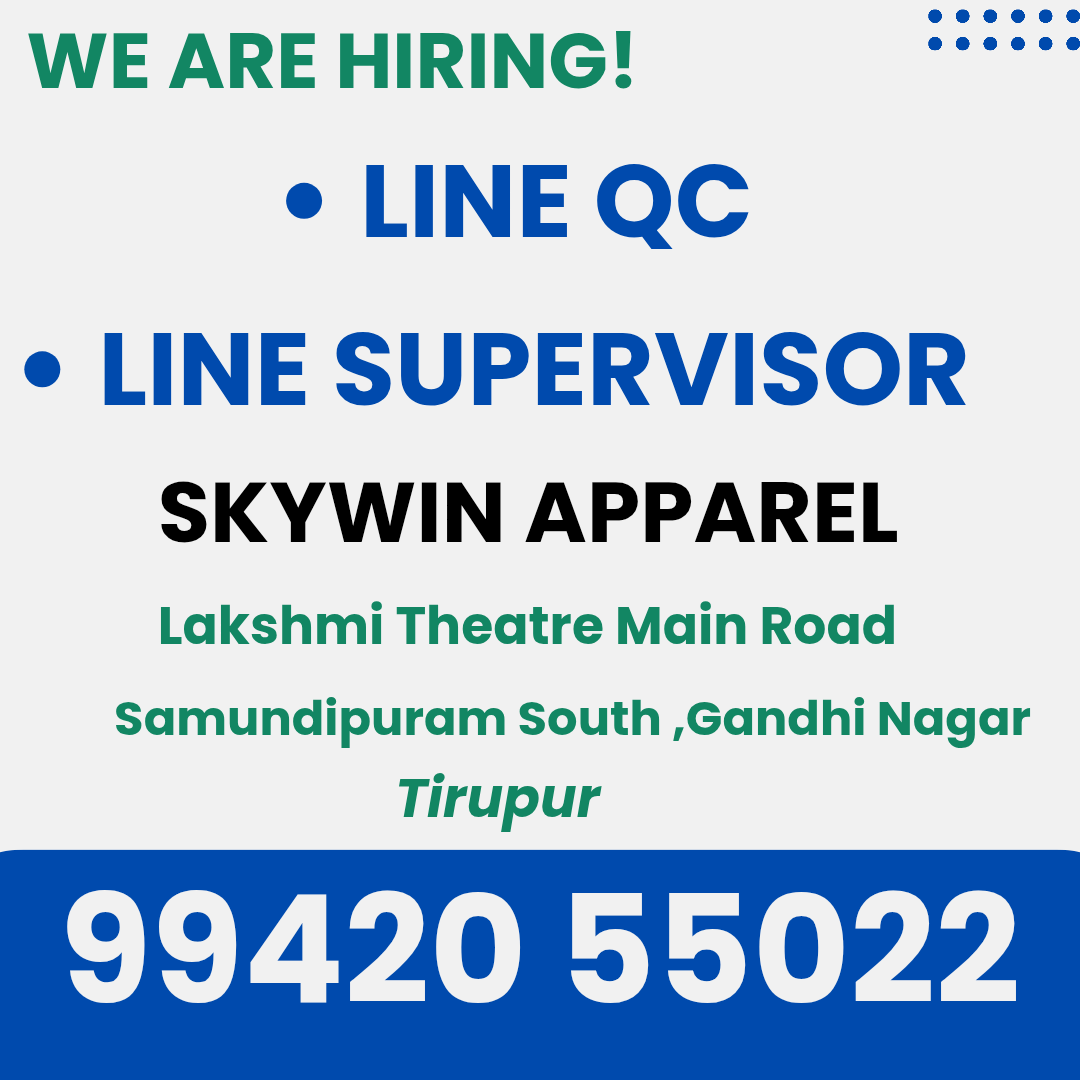 WE ARE HIRING!
• LINE QC
• LINE SUPERVISOR
SKYWIN APPAREL
Lakshmi Theatre Main Road
Samundipuram South ,Gandhi Nagar
Tirupur
99420 55022